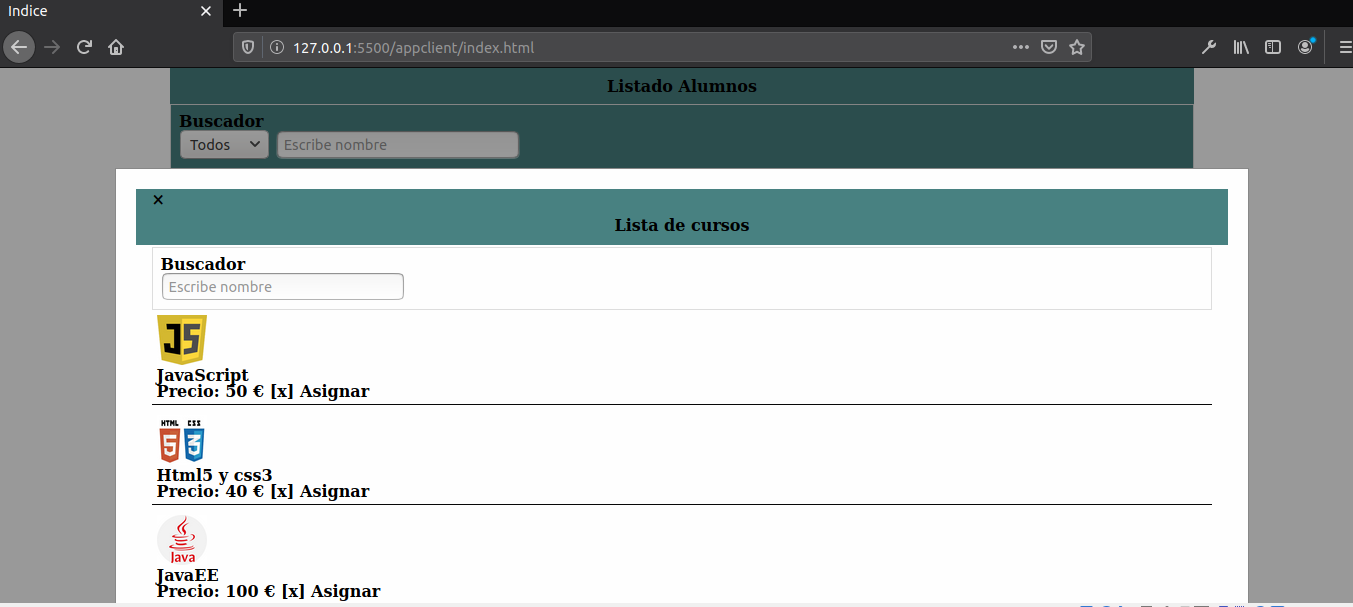 Indice
127.0.0.1:5500/appclient/index.html
Listado Alumnos
Buscador
Todos
Escribe nombre
×
Lista de cursos
Buscador
Escribe nombre
JS
JavaScript
Precio: 50 € [x] Asignar
HTML CSS
5 3
Html5 y css3
Precio: 40 € [x] Asignar
Java
JavaEE
Precio: 100 € [x] Asignar